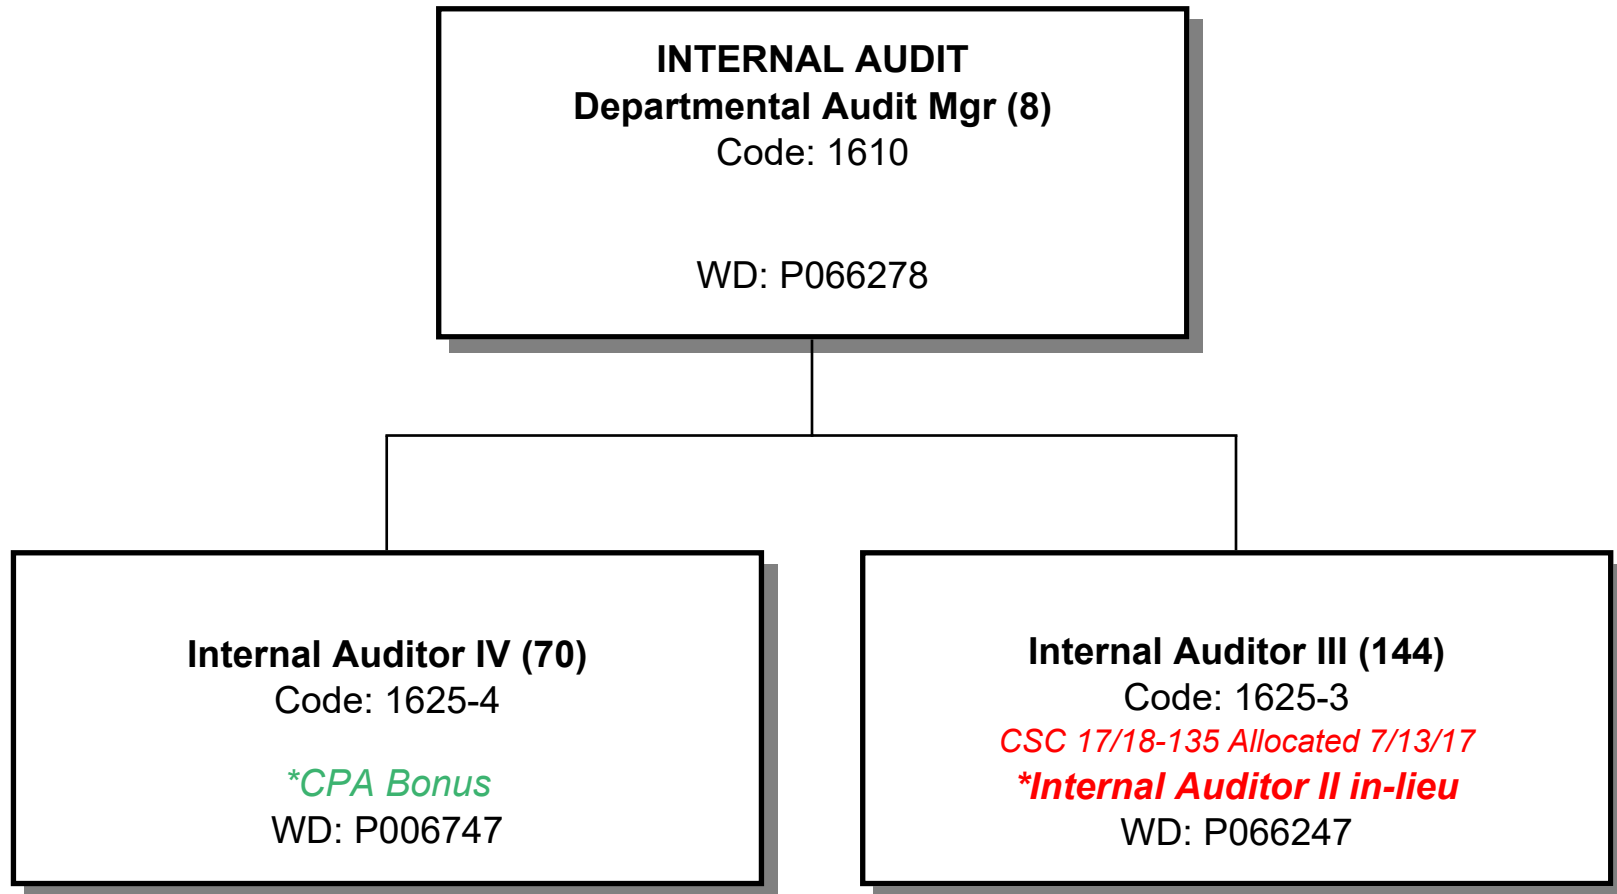 INTERNAL AUDIT
Departmental Audit Mgr (8)
Code: 1610
WD: P066278
Internal Auditor IV (70)
Code: 1625-4
*CPA Bonus
WD: P006747
Internal Auditor III (144)
Code: 1625-3
CSC 17/18-135 Allocated 7/13/17
*Internal Auditor II in-lieu
WD: P066247